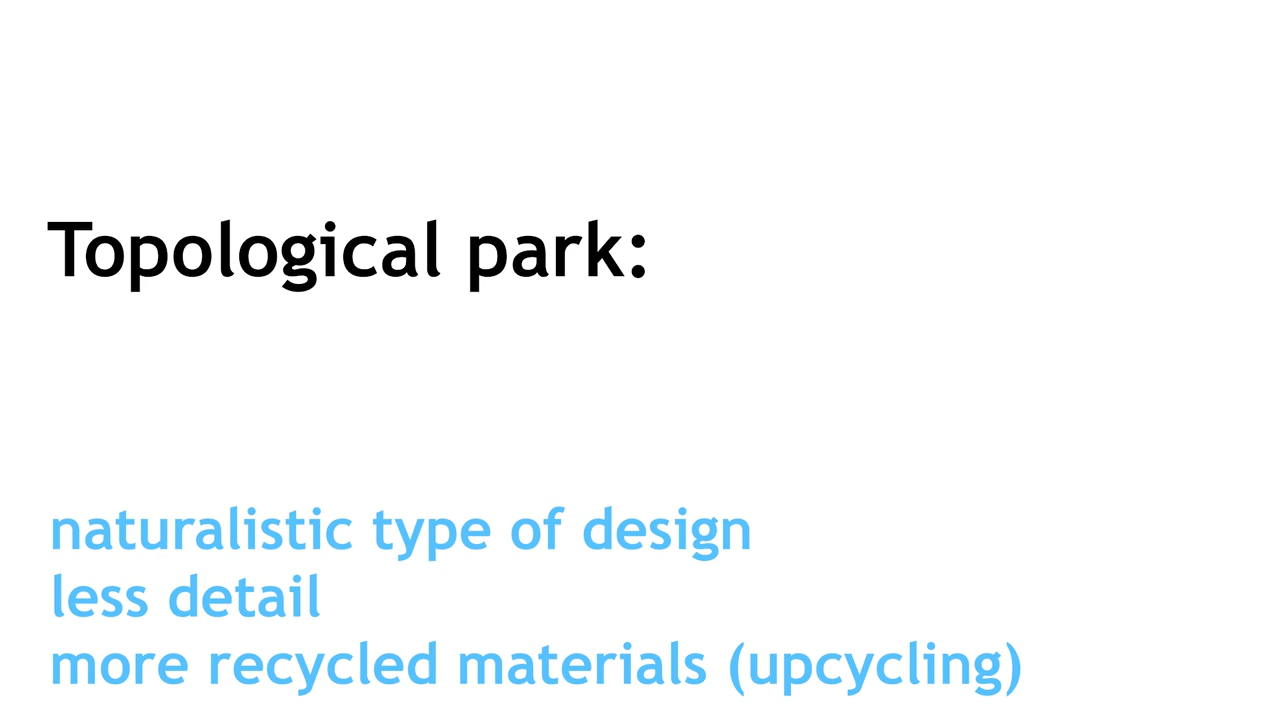 Topological park:
naturalistic type of design
less detail
more recycled materials (upcycling)